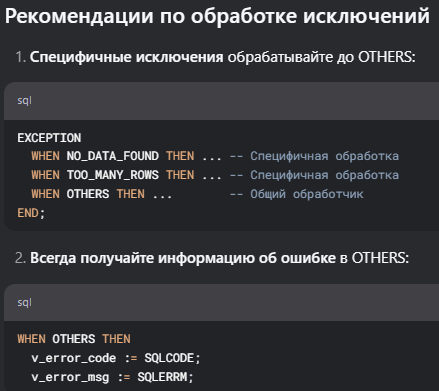 Рекомендации по обработке исключений
1. Специфичные исключения обрабатывайте до OTHERS:
sql
EXCEPTION
  WHEN NO_DATA_FOUND THEN ... -- Специфичная обработка
  WHEN TOO_MANY_ROWS THEN ... -- Специфичная обработка
  WHEN OTHERS THEN ...        -- Общий обработчик
END;
2. Всегда получайте информацию об ошибке в OTHERS:
sql
WHEN OTHERS THEN
  v_error_code := SQLCODE;
  v_error_msg := SQLERRM;